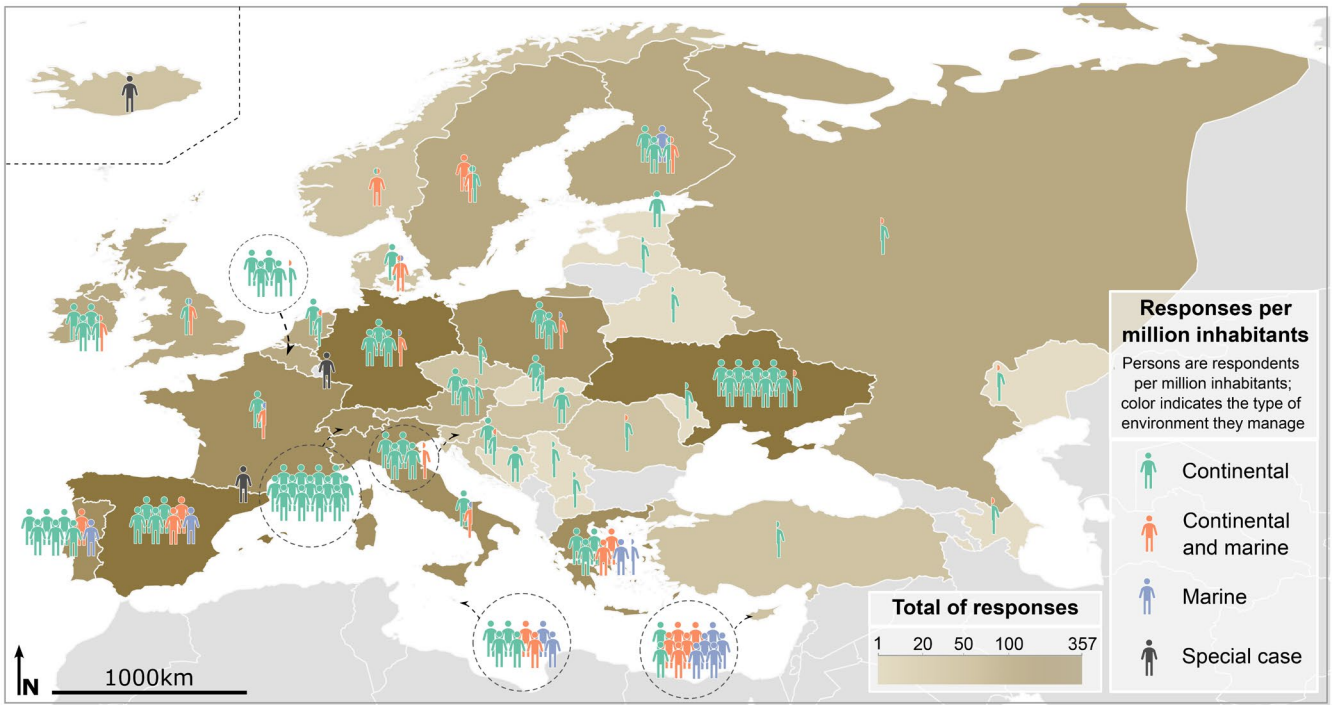 Responses per
million inhabitants
Persons are respondents
per million inhabitants;
color indicates the type of
environment they manage
Continental
Continental
and marine
Marine
Special case
Total of responses
1 20 50 100 357
N
1000km